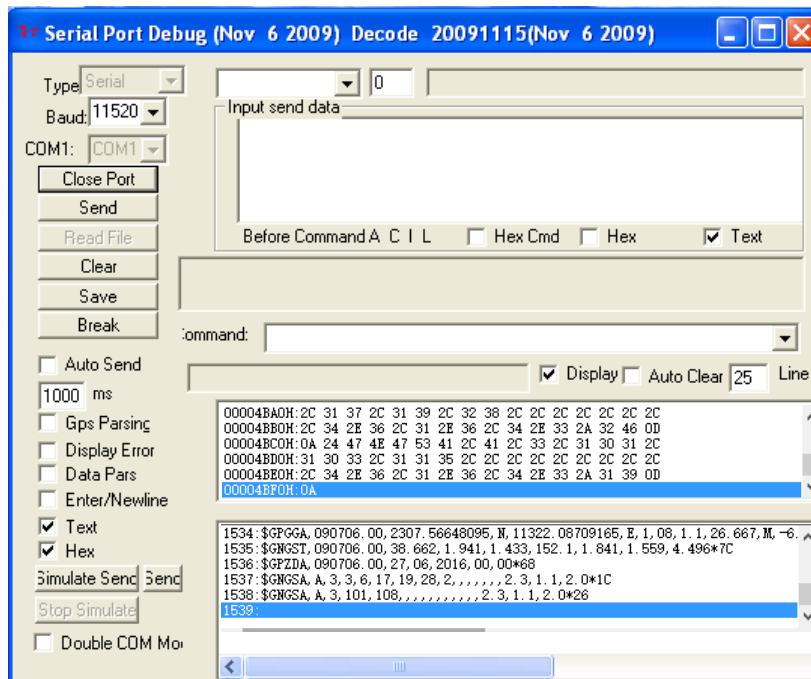 Serial Port Debug (Nov 6 2009) Decode 20091115(Nov 6 2009)
Type Serial
0
Baud: 11520
Input send data
COM1: COM1
Close Port
Send
Read File
Before Command A C I L Hex Cmd Hex Text
Clear
Save
Break
ommand:
Auto Send
Display Auto Clear 25 Line
1000 ms
Gps Parsing
Display Error
Data Pars
Enter/Newline
Text
Hex
Simulate Send Send
Stop Simulate
Double COM Mo
00004BA0H:2C 31 37 2C 31 39 2C 32 38 2C 2C 2C 2C 2C 2C 2C
00004BB0H:2C 34 2E 36 2C 31 2E 36 2C 34 2E 33 2A 32 46 0D
00004BC0H:0A 24 47 4E 47 53 41 2C 41 2C 33 2C 31 30 31 2C
00004BD0H:31 30 33 2C 31 31 35 2C 2C 2C 2C 2C 2C 2C 2C 2C
00004BE0H:2C 34 2E 36 2C 31 2E 36 2C 34 2E 33 2A 31 39 0D
00004BF0H:0A
1534:$GPGGA,090706.00,2307.56648095,N,11322.08709165,E,1,08,1.1,26.667,M,-6.
1535:$GNGST,090706.00,38.662,1.941,1.433,152.1,1.841,1.559,4.496*7C
1536:$GPZDA,090706.00,27,06,2016,00,00*68
1537:$GNGSA,A,3,3,6,17,19,28,2,,,,,,,2.3,1.1,2.0*1C
1538:$GNGSA,A,3,101,108,,,,,,,,,,,2.3,1.1,2.0*26
1539: